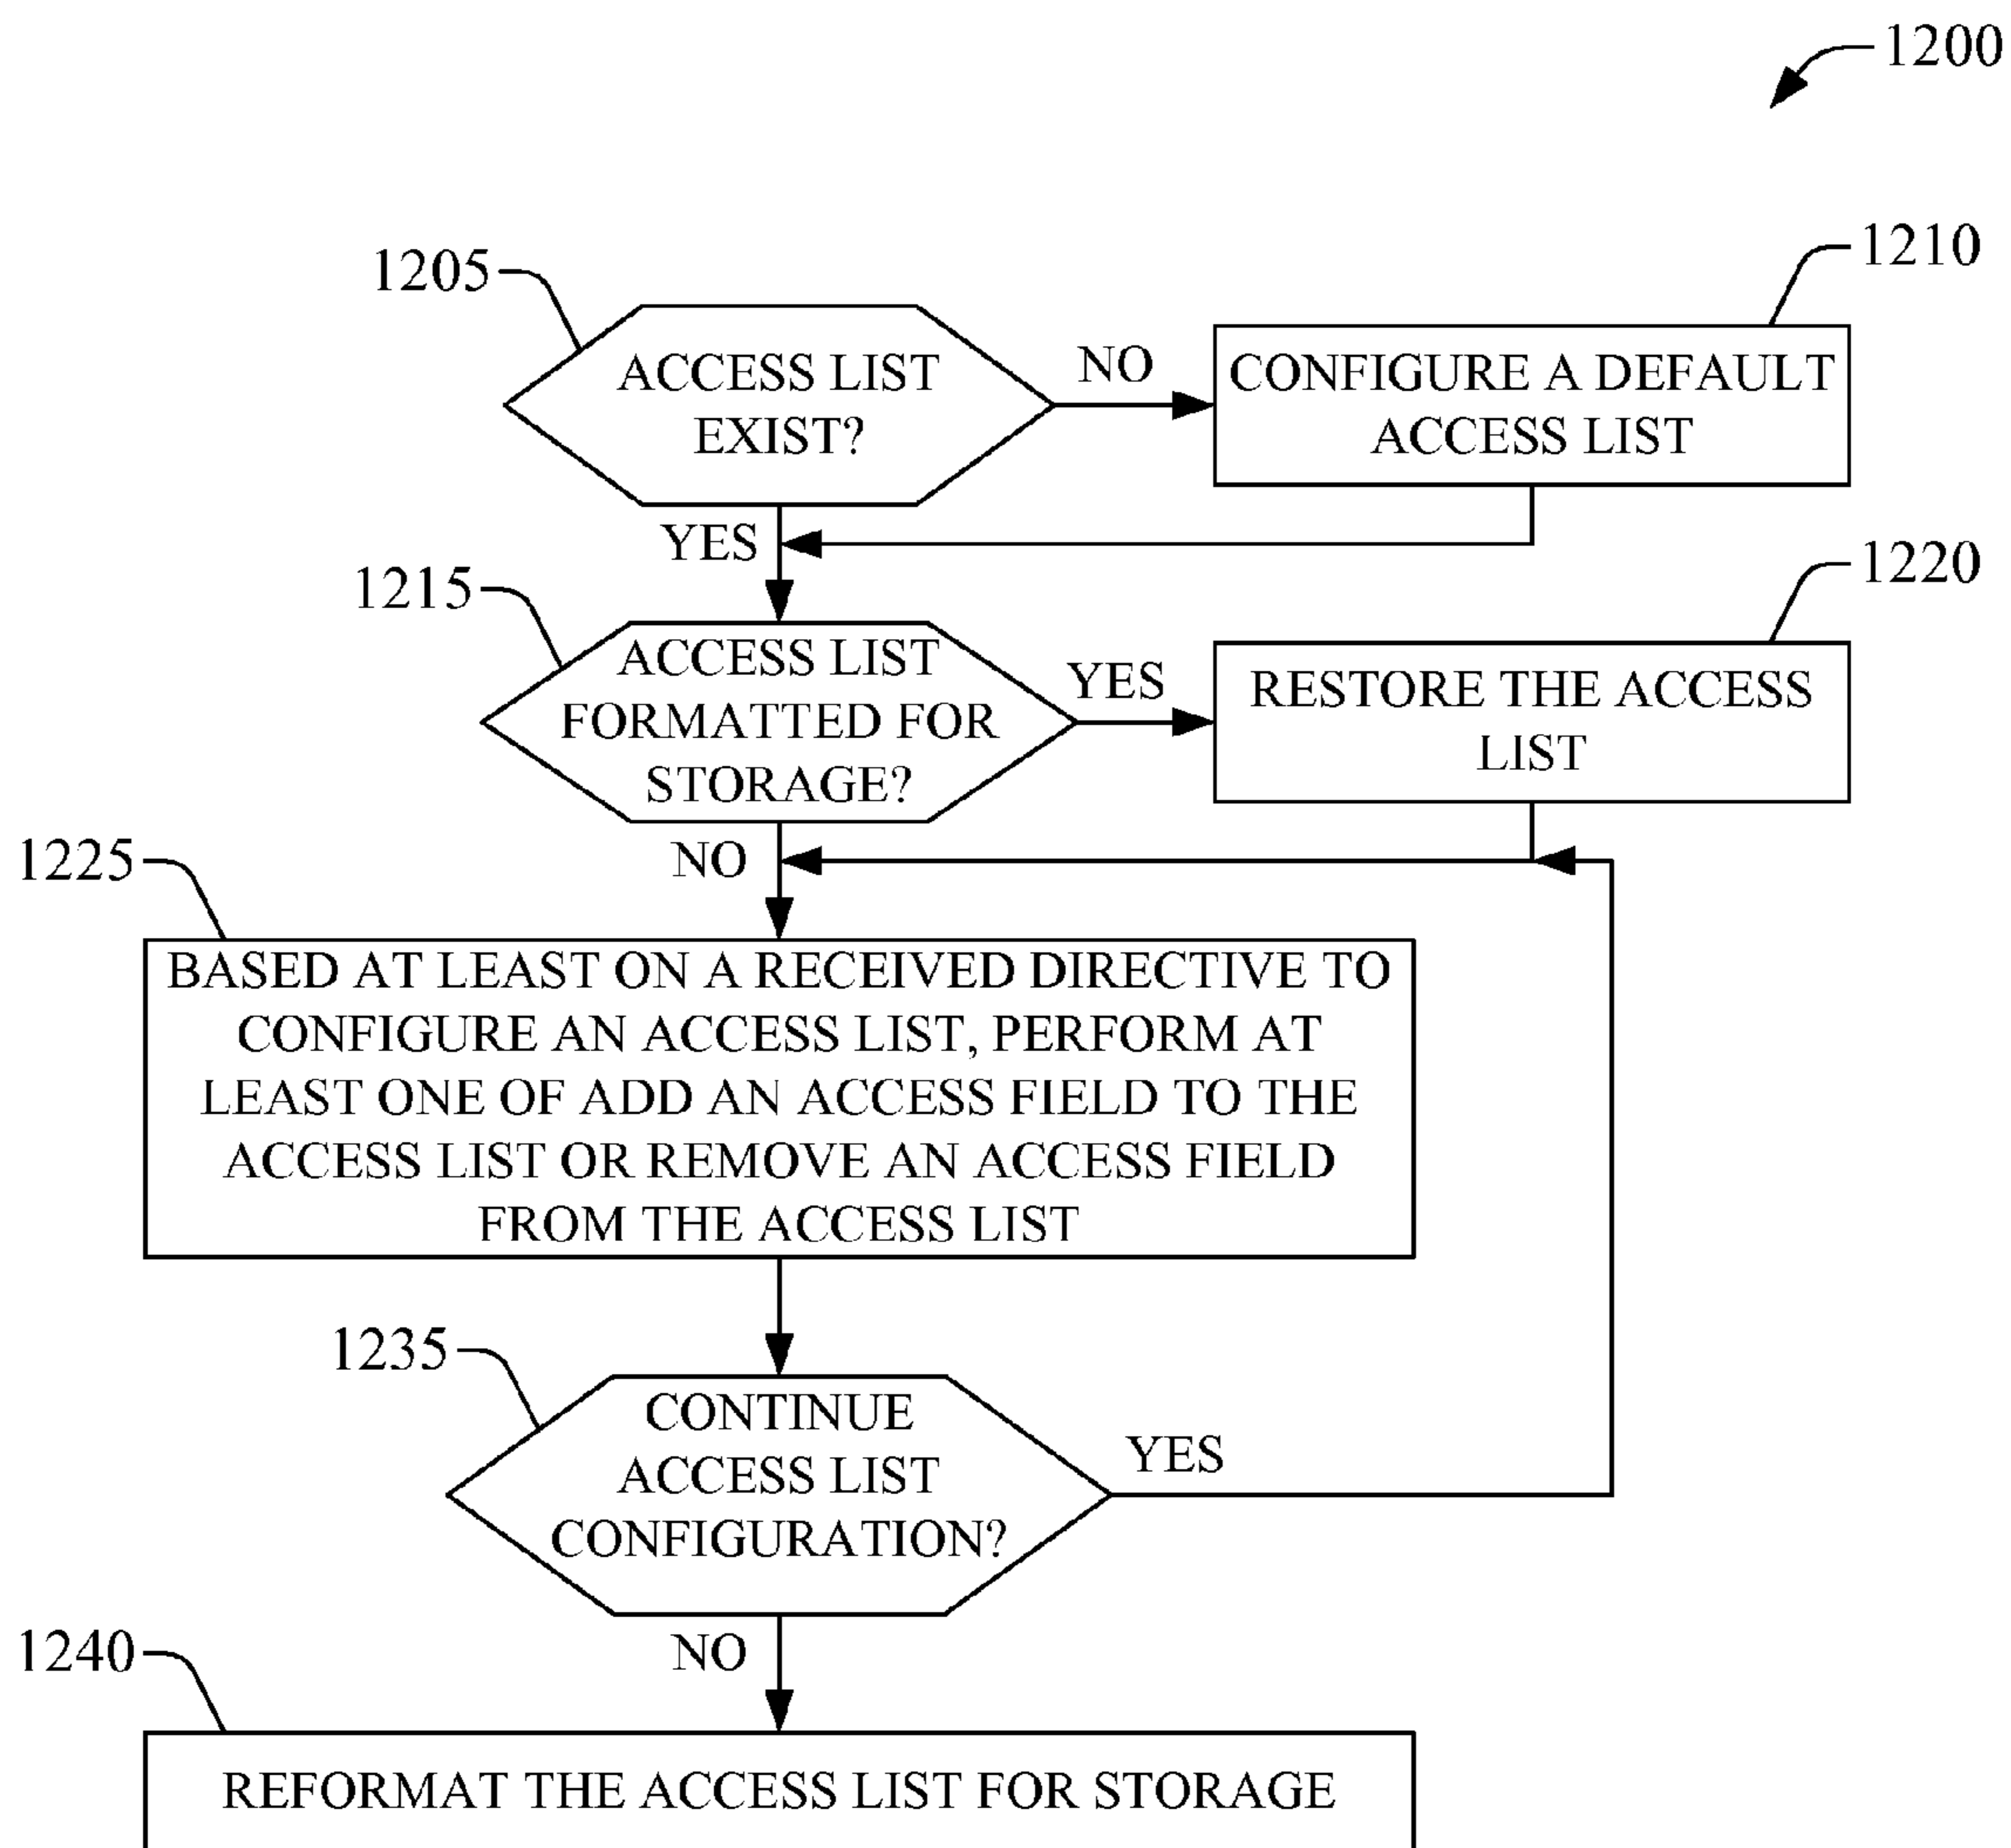 1200
1205
ACCESS LIST
EXIST?
NO
1210
CONFIGURE A DEFAULT
ACCESS LIST
YES
1215
ACCESS LIST
FORMATTED FOR
STORAGE?
YES
1220
RESTORE THE ACCESS
LIST
NO
1225
BASED AT LEAST ON A RECEIVED DIRECTIVE TO
CONFIGURE AN ACCESS LIST, PERFORM AT
LEAST ONE OF ADD AN ACCESS FIELD TO THE
ACCESS LIST OR REMOVE AN ACCESS FIELD
FROM THE ACCESS LIST
1235
CONTINUE
ACCESS LIST
CONFIGURATION?
YES
NO
1240
REFORMAT THE ACCESS LIST FOR STORAGE